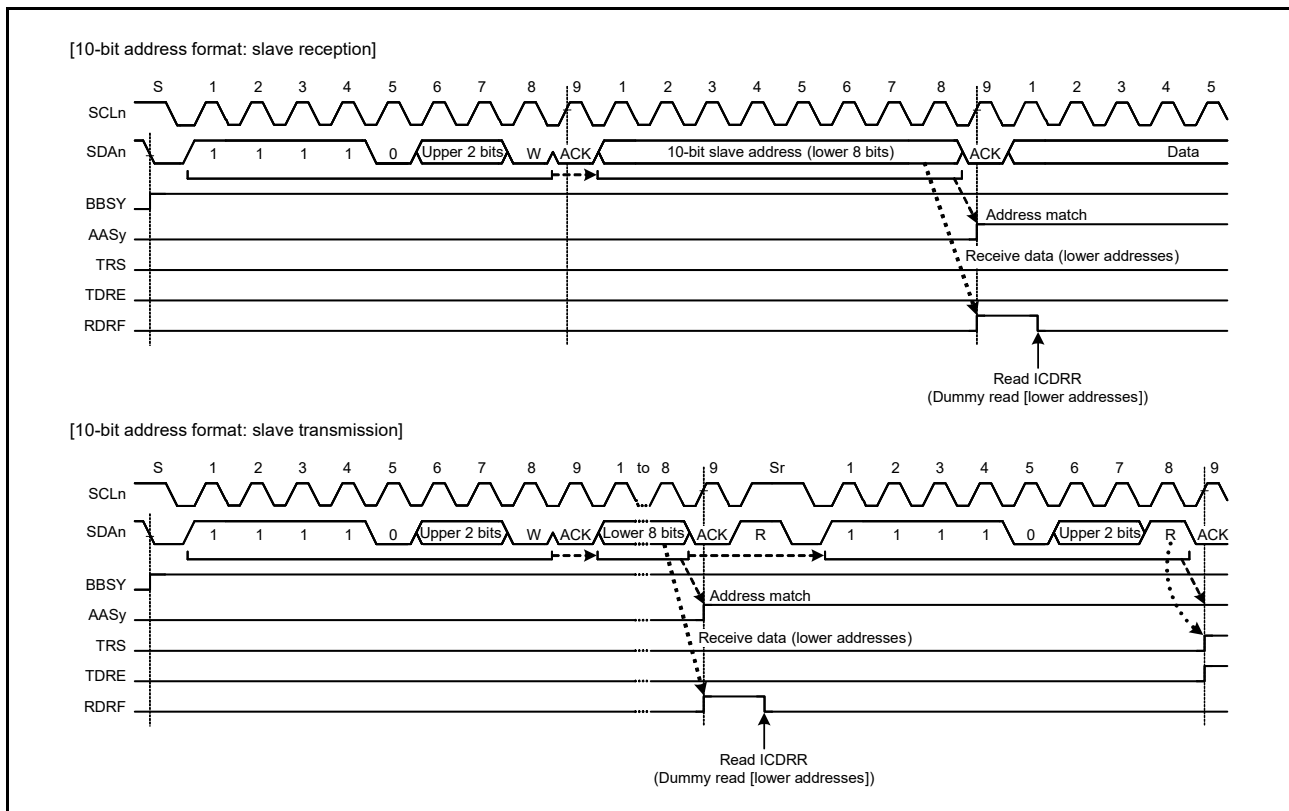 [10-bit address format: slave reception]
S 1 2 3 4 5 6 7 8 9 1 2 3 4 5 6 7 8 9 1 2 3 4 5
SCLn
SDAn 1 1 1 1 0 Upper 2 bits W ACK 10-bit slave address (lower 8 bits) ACK Data
BBSY
Address match
AASy
Receive data (lower addresses)
TRS
TDRE
RDRF
Read ICDRR
(Dummy read [lower addresses])
[10-bit address format: slave transmission]
S 1 2 3 4 5 6 7 8 9 1 to 8 9 Sr 1 2 3 4 5 6 7 8 9
SCLn
SDAn 1 1 1 1 0 Upper 2 bits W ACK Lower 8 bits ACK R 1 1 1 1 0 Upper 2 bits R ACK
BBSY
Address match
AASy
Receive data (lower addresses)
TRS
TDRE
RDRF
Read ICDRR
(Dummy read [lower addresses])